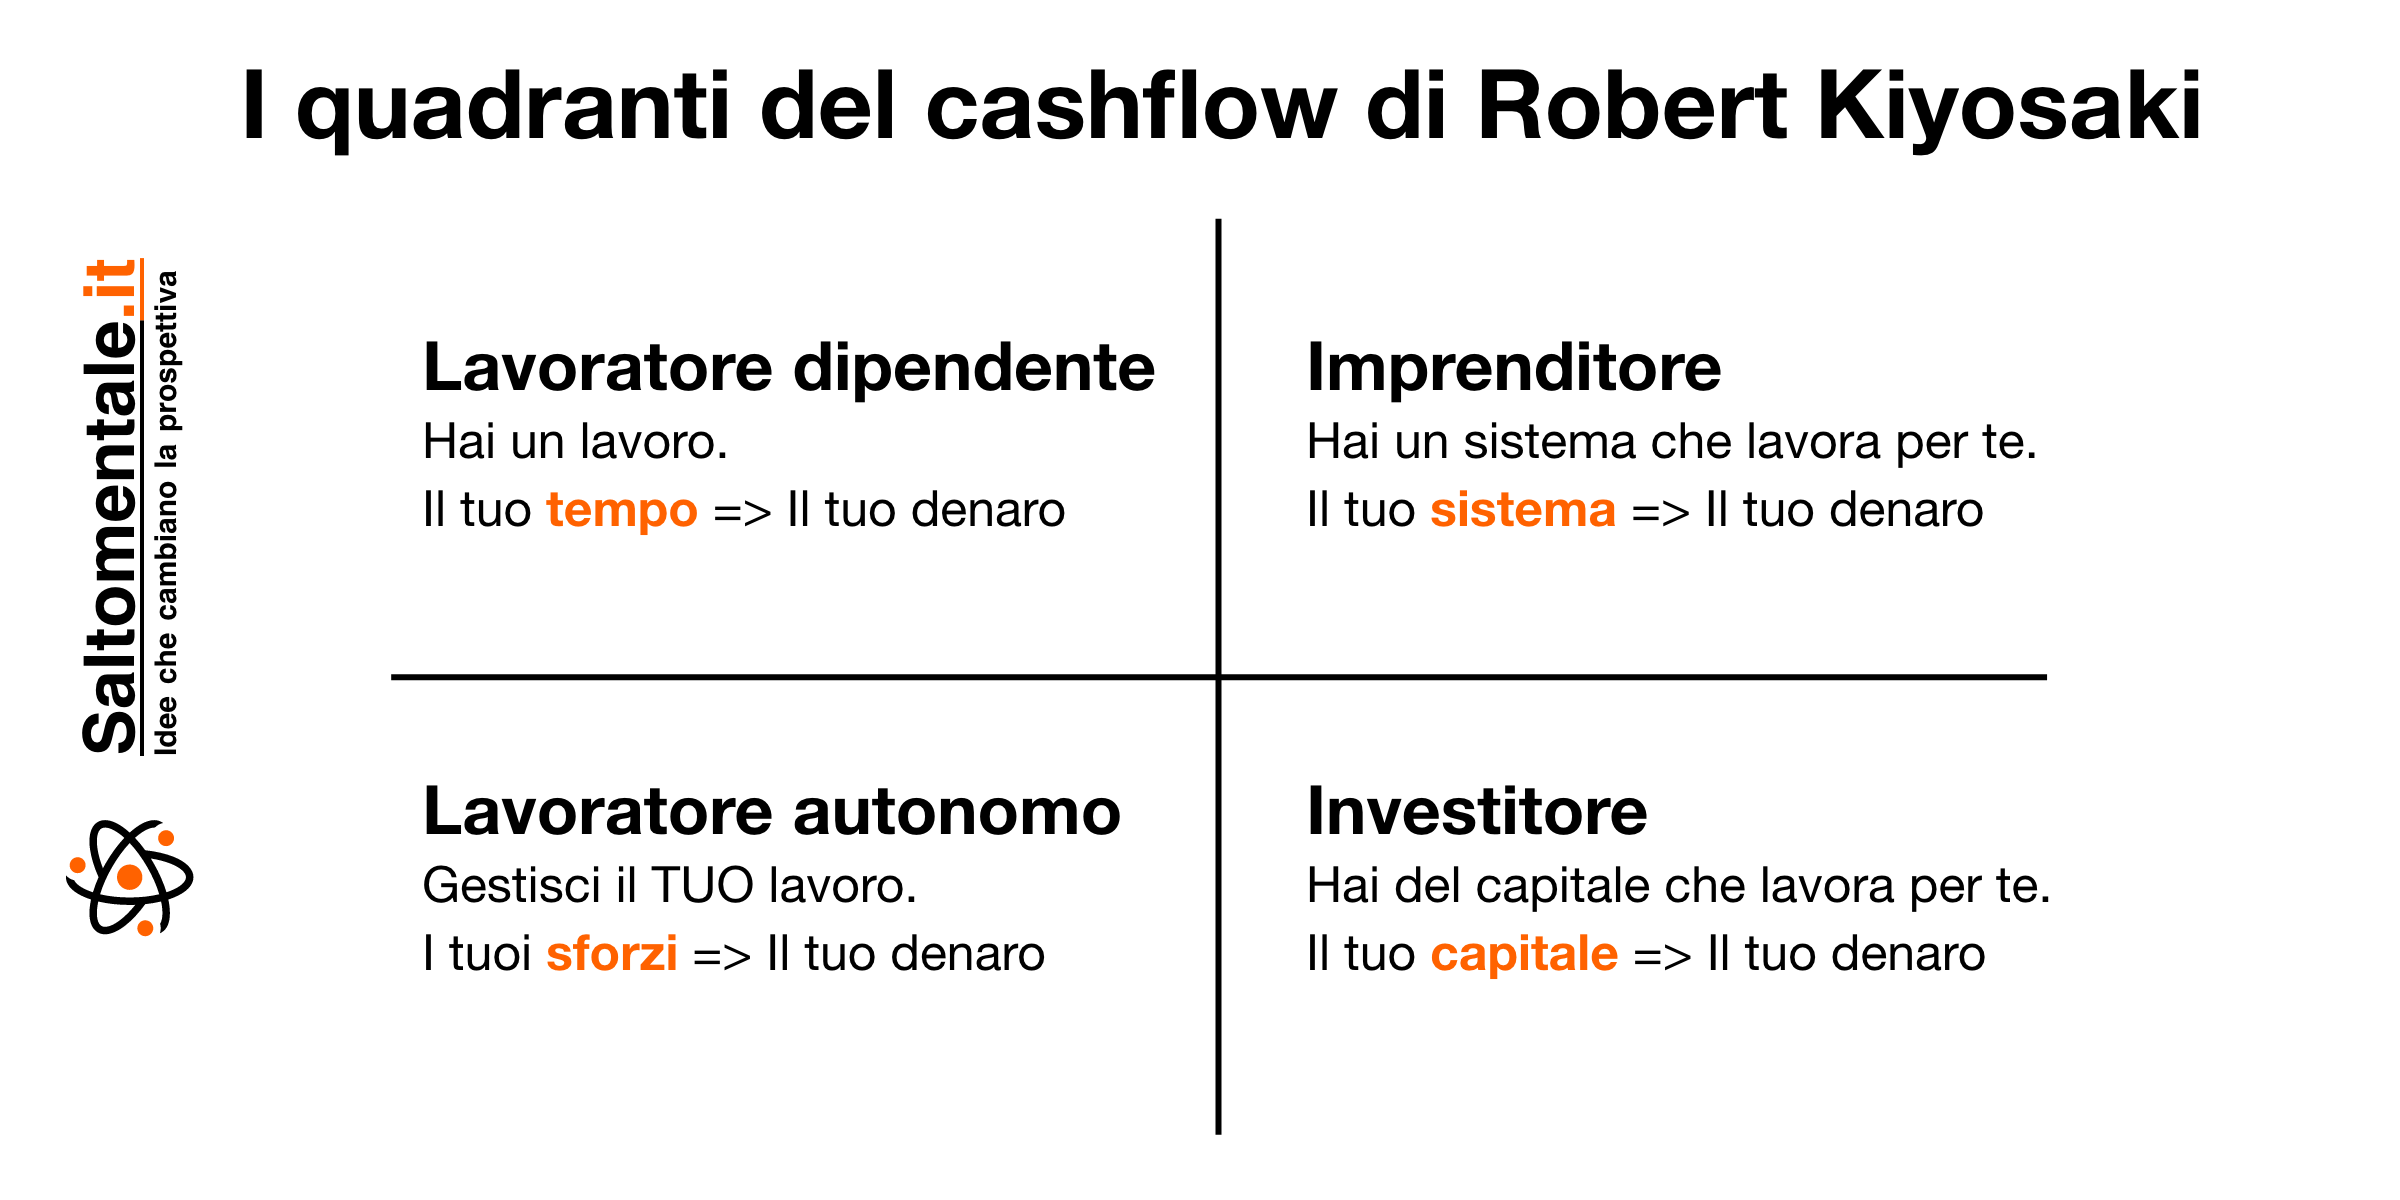 I quadranti del cashflow di Robert Kiyosaki
Saltomentale.it
Idee che cambiano la prospettiva
Lavoratore dipendente
Hai un lavoro.
Il tuo tempo => Il tuo denaro
Imprenditore
Hai un sistema che lavora per te.
Il tuo sistema => Il tuo denaro
Lavoratore autonomo
Gestisci il TUO lavoro.
I tuoi sforzi => Il tuo denaro
Investitore
Hai del capitale che lavora per te.
Il tuo capitale => Il tuo denaro